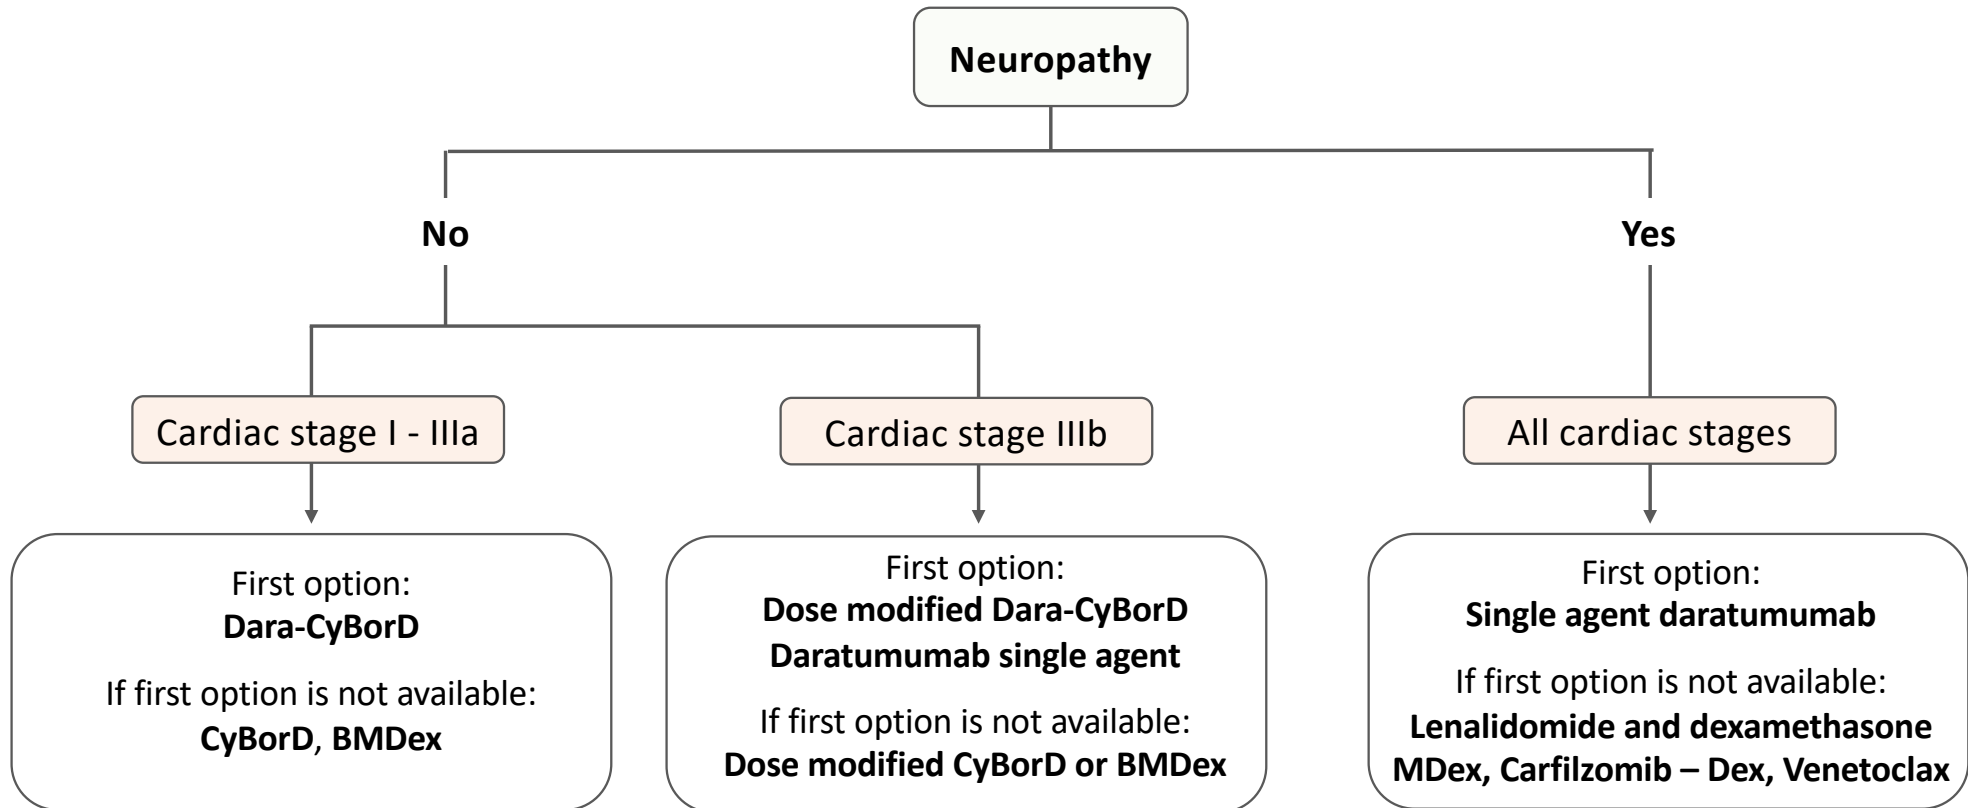 Neuropathy
No
Yes
Cardiac stage I - IIIa
Cardiac stage IIIb
All cardiac stages
First option:
Dara-CyBorD
If first option is not available:
CyBorD, BMDex
First option:
Dose modified Dara-CyBorD
Daratumumab single agent
If first option is not available:
Dose modified CyBorD or BMDex
First option:
Single agent daratumumab
If first option is not available:
Lenalidomide and dexamethasone
MDex, Carfilzomib – Dex, Venetoclax